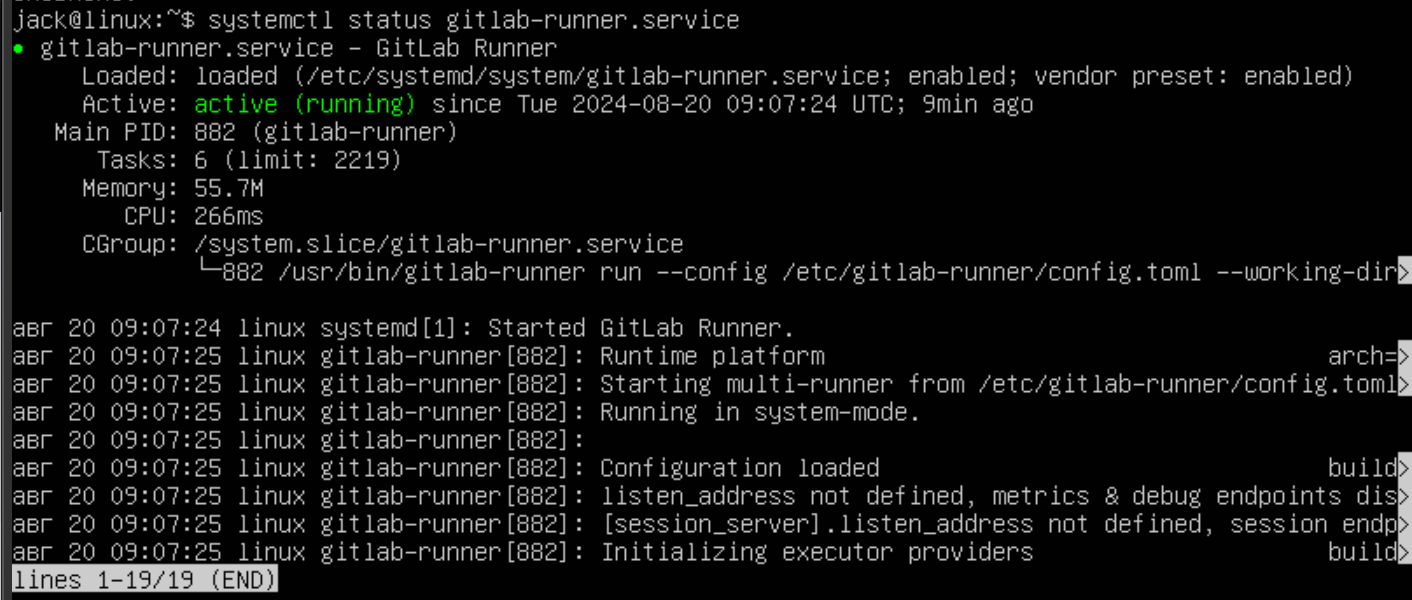 jack@linux:~$ systemctl status gitlab-runner.service
● gitlab-runner.service - GitLab Runner
Loaded: loaded (/etc/systemd/system/gitlab-runner.service; enabled; vendor preset: enabled)
Active: active (running) since Tue 2024-08-20 09:07:24 UTC; 9min ago
Main PID: 882 (gitlab-runner)
Tasks: 6 (limit: 2219)
Memory: 55.7M
CPU: 266ms
CGroup: /system.slice/gitlab-runner.service
└─882 /usr/bin/gitlab-runner run --config /etc/gitlab-runner/config.toml --working-dir>
авг 20 09:07:24 linux systemd[1]: Started GitLab Runner.
авг 20 09:07:25 linux gitlab-runner[882]: Runtime platform arch=>
авг 20 09:07:25 linux gitlab-runner[882]: Starting multi-runner from /etc/gitlab-runner/config.toml>
авг 20 09:07:25 linux gitlab-runner[882]: Running in system-mode.
авг 20 09:07:25 linux gitlab-runner[882]:
авг 20 09:07:25 linux gitlab-runner[882]: Configuration loaded build>
авг 20 09:07:25 linux gitlab-runner[882]: listen_address not defined, metrics & debug endpoints dis>
авг 20 09:07:25 linux gitlab-runner[882]: [session_server].listen_address not defined, session endp>
авг 20 09:07:25 linux gitlab-runner[882]: Initializing executor providers build>
lines 1-19/19 (END)